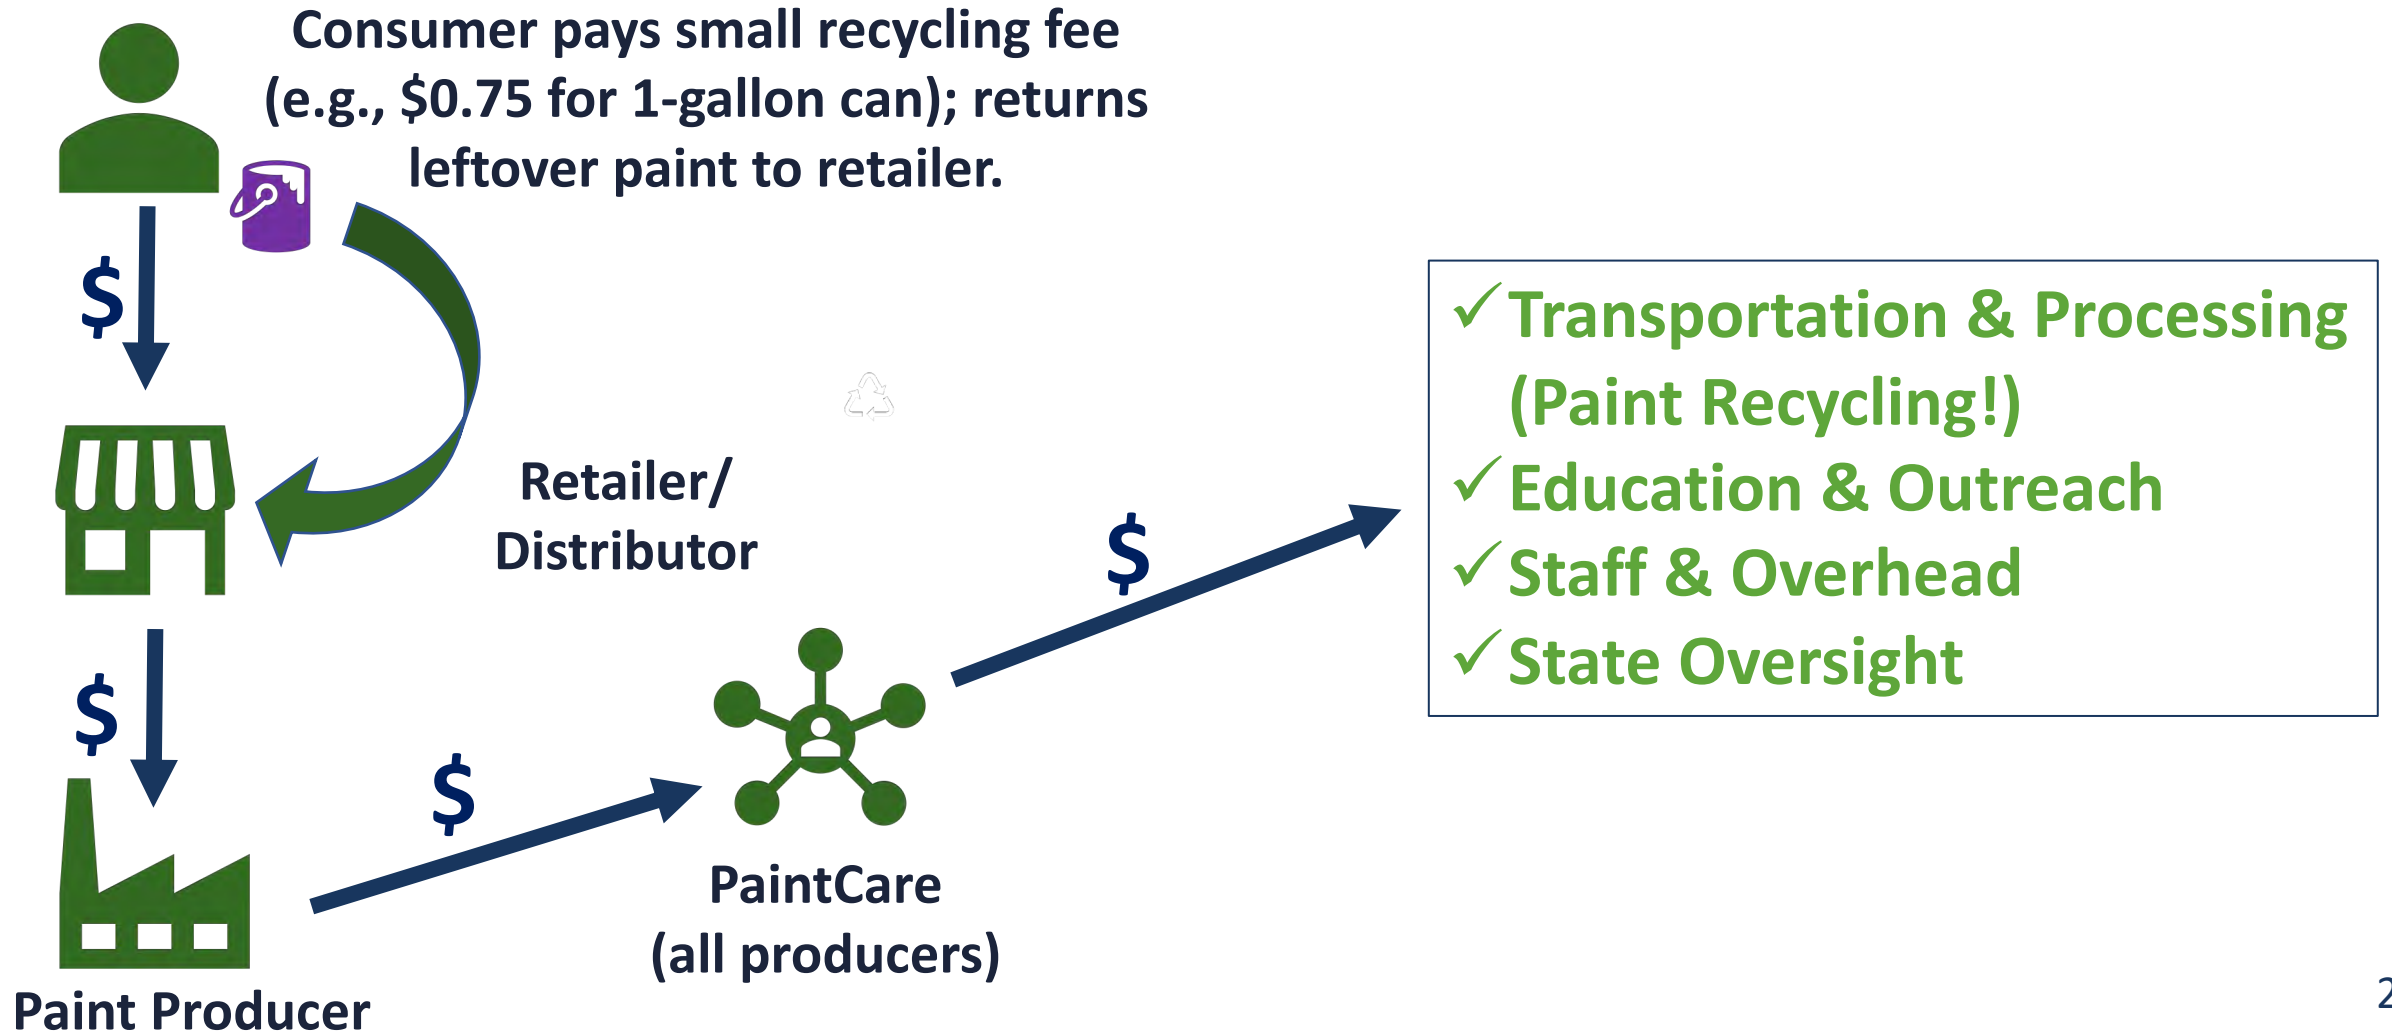 Consumer pays small recycling fee
(e.g., $0.75 for 1-gallon can); returns
leftover paint to retailer.
$
Retailer/
Distributor
$
Paint Producer
$
PaintCare
(all producers)
$
✓Transportation & Processing
(Paint Recycling!)
✓Education & Outreach
✓Staff & Overhead
✓State Oversight
2